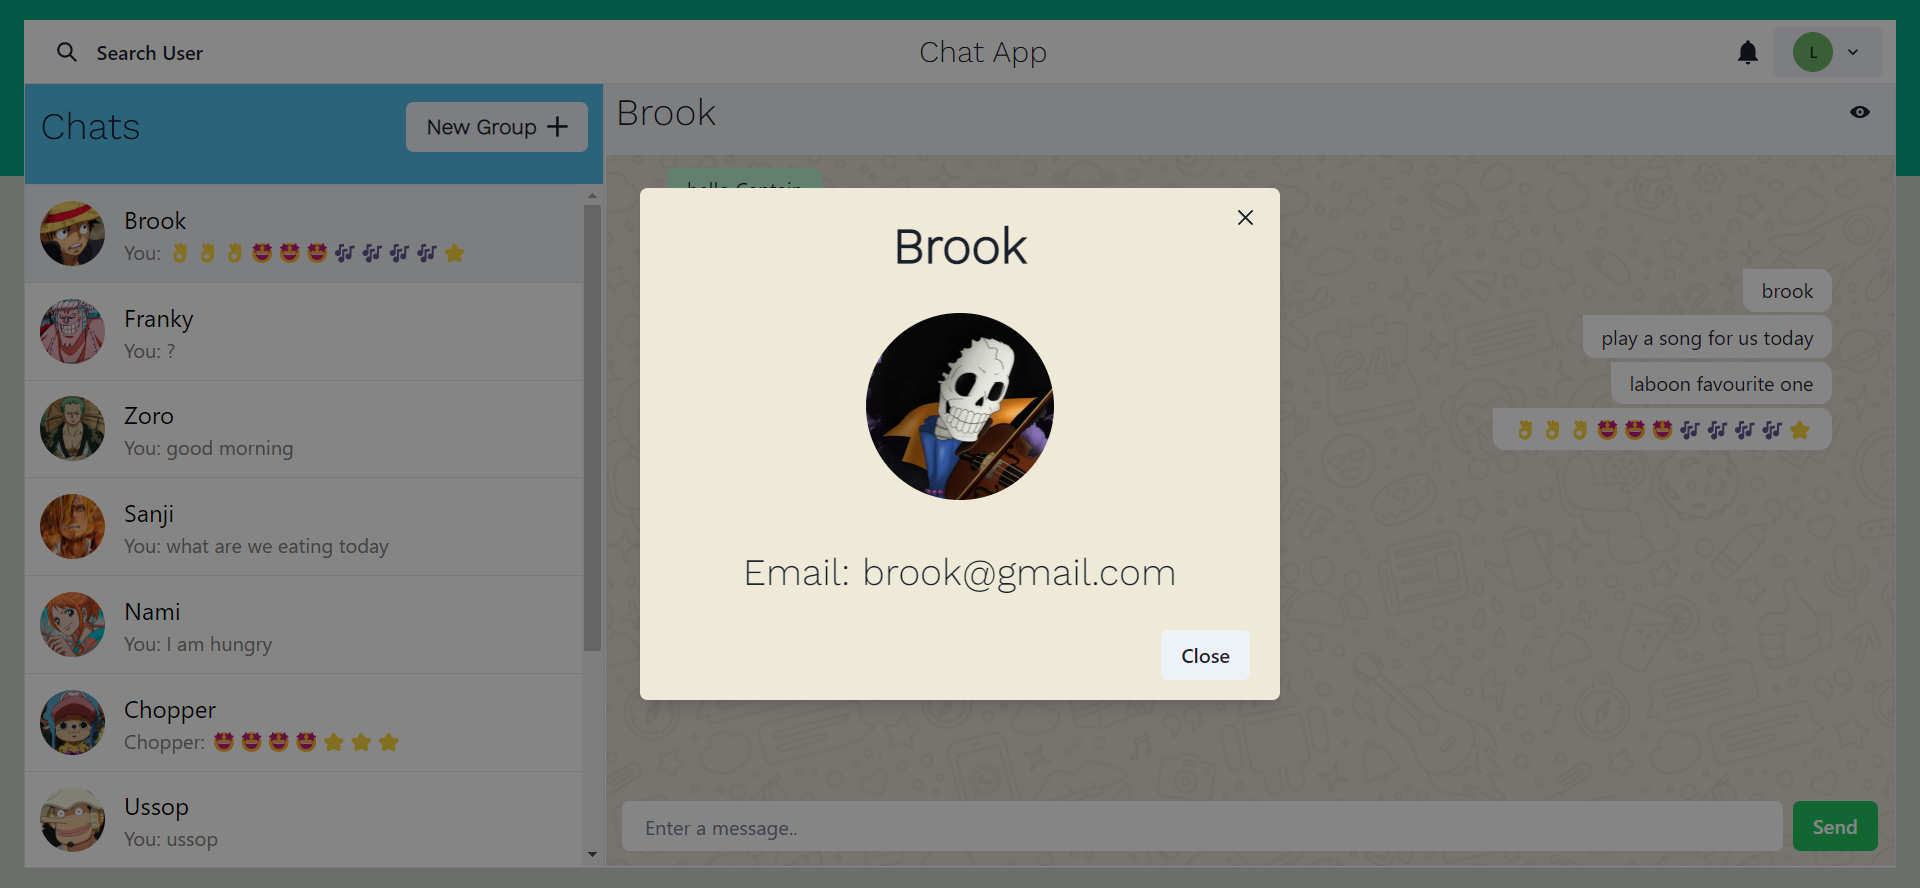 Search User
Chat App
L
Chats
New Group
Brook
You: 👌 👌 👌 🤩 🤩 🤩 🎶 🎶 🎶 🎶 ⭐
Franky
You: ?
Zoro
You: good morning
Sanji
You: what are we eating today
Nami
You: I am hungry
Chopper
Chopper: 🤩 🤩 🤩 🤩 ⭐ ⭐ ⭐
Ussop
You: ussop
Brook
hello Captain
brook
play a song for us today
laboon favourite one
👌 👌 👌 🤩 🤩 🤩 🎶 🎶 🎶 🎶 ⭐
Enter a message..
Send
Brook
Email: brook@gmail.com
Close